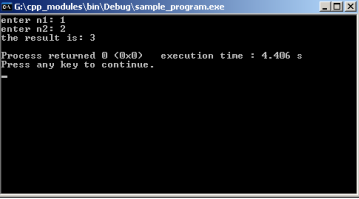 G:\cpp_modules\bin\Debug\sample_program.exe
enter n1: 1
enter n2: 2
the result is: 3
Process returned 0 (0x0)   execution time : 4.406 s
Press any key to continue.